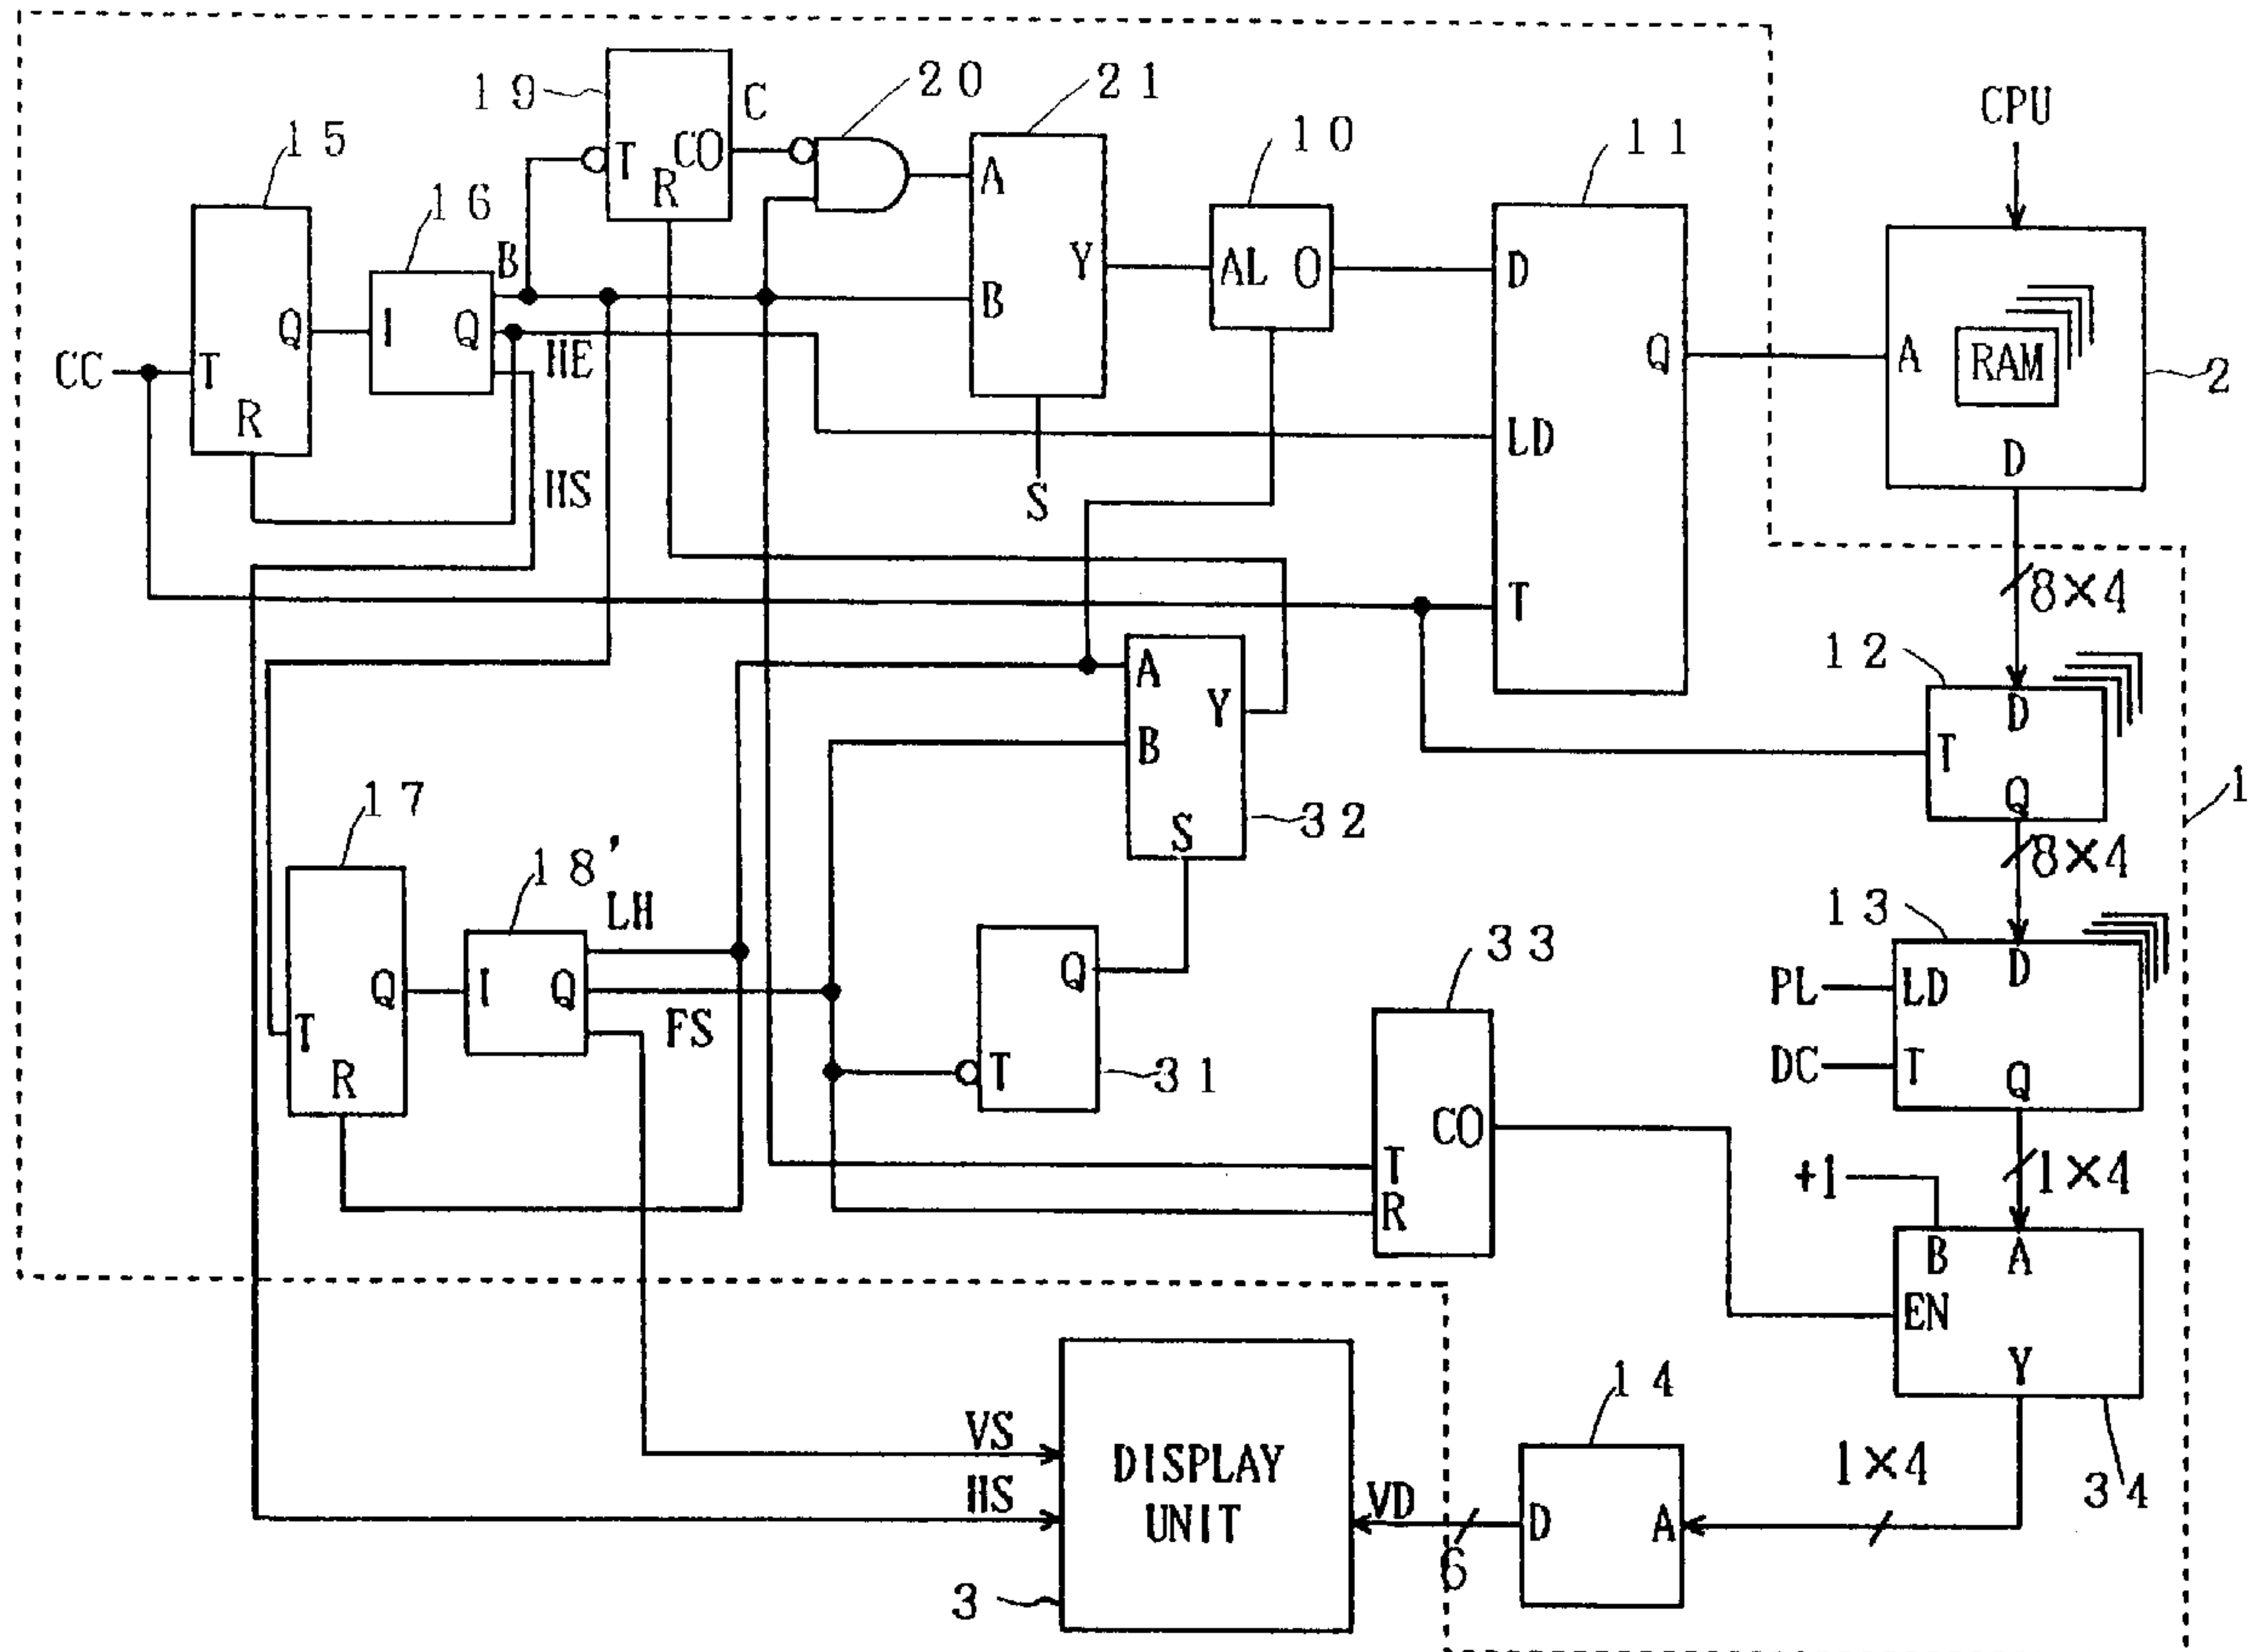 19
C
20
21
10
11
CPU
15
T
CO
R
A
Y
B
16
B
AL O
D
Q
A
RAM
2
D
Q
I
Q
HE
CC
T
R
HS
LD
S
T
8×4
12
D
T
Q
A
Y
B
S
32
1
17
18'
LH
8×4
13
Q
33
PL
LD
D
Q
I
Q
FS
T
31
DC
T
Q
T
R
CO
T
R
+1
1×4
B
A
EN
Y
14
VS
HS
DISPLAY
UNIT
VD
6
D
A
1×4
34
3